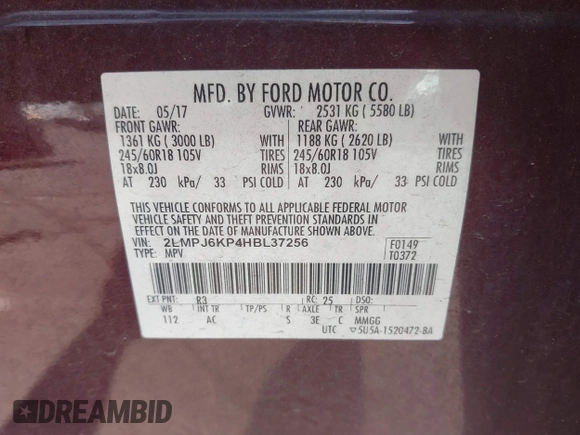 MFD. BY FORD MOTOR CO.
DATE: 05/17 GVWR: 2531 KG ( 5580 LB)
FRONT GAWR: REAR GAWR:
1361 KG ( 3000 LB) WITH 1188 KG ( 2620 LB) WITH
245/60R18 105V TIRES 245/60R18 105V TIRES
18x8.0J RIMS 18x8.0J RIMS
AT 230 kPa/ 33 PSI COLD AT 230 kPa/ 33 PSI COLD
THIS VEHICLE CONFORMS TO ALL APPLICABLE FEDERAL MOTOR
VEHICLE SAFETY AND THEFT PREVENTION STANDARDS IN
EFFECT ON THE DATE OF MANUFACTURE SHOWN ABOVE.
VIN: 2LMPJ6KP4HBL37256 F0149
TYPE: MPV T0372
EXT PNT: R3 RC: 25 DSO:
WB INT TR TP/PS R AXLE TR SPR
112 AC S 3E C MMGG
UTC ▽5U5A-1520472-BA
DREAMBID